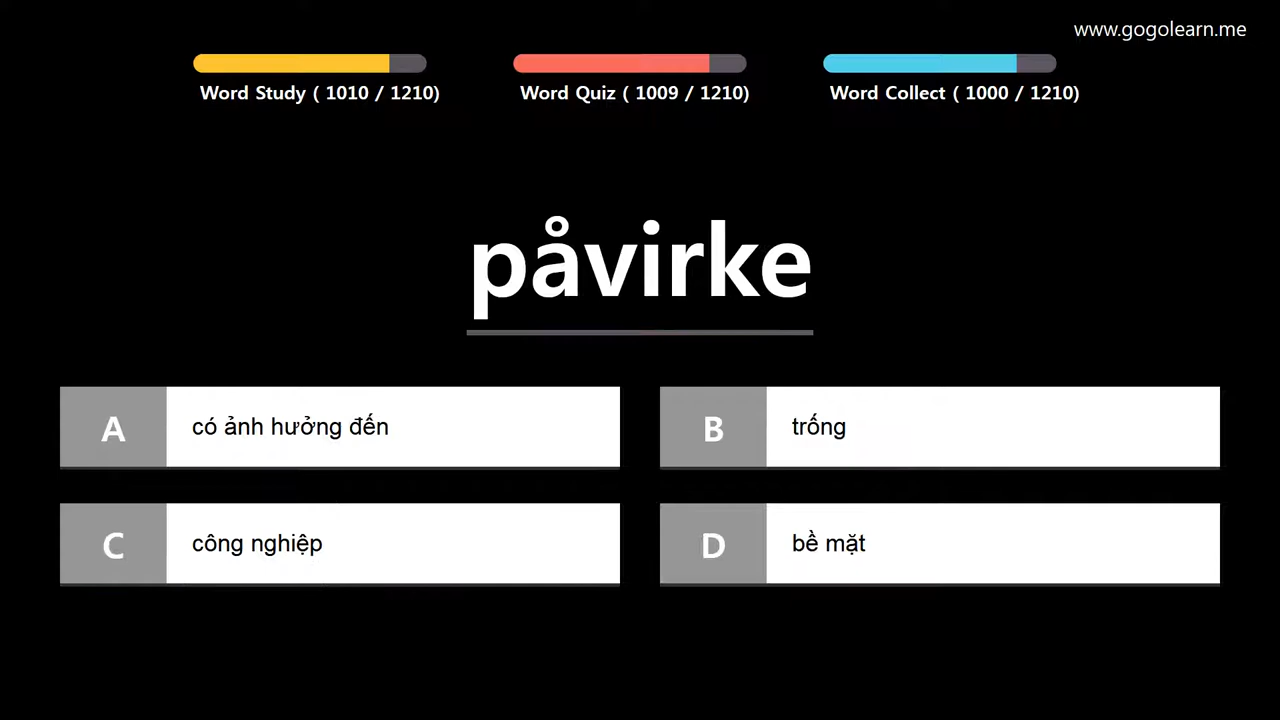 www.gogolearn.me
Word Study ( 1010 / 1210)
Word Quiz ( 1009 / 1210)
Word Collect ( 1000 / 1210)
påvirke
A
có ảnh hưởng đến
B
trống
C
công nghiệp
D
bề mặt